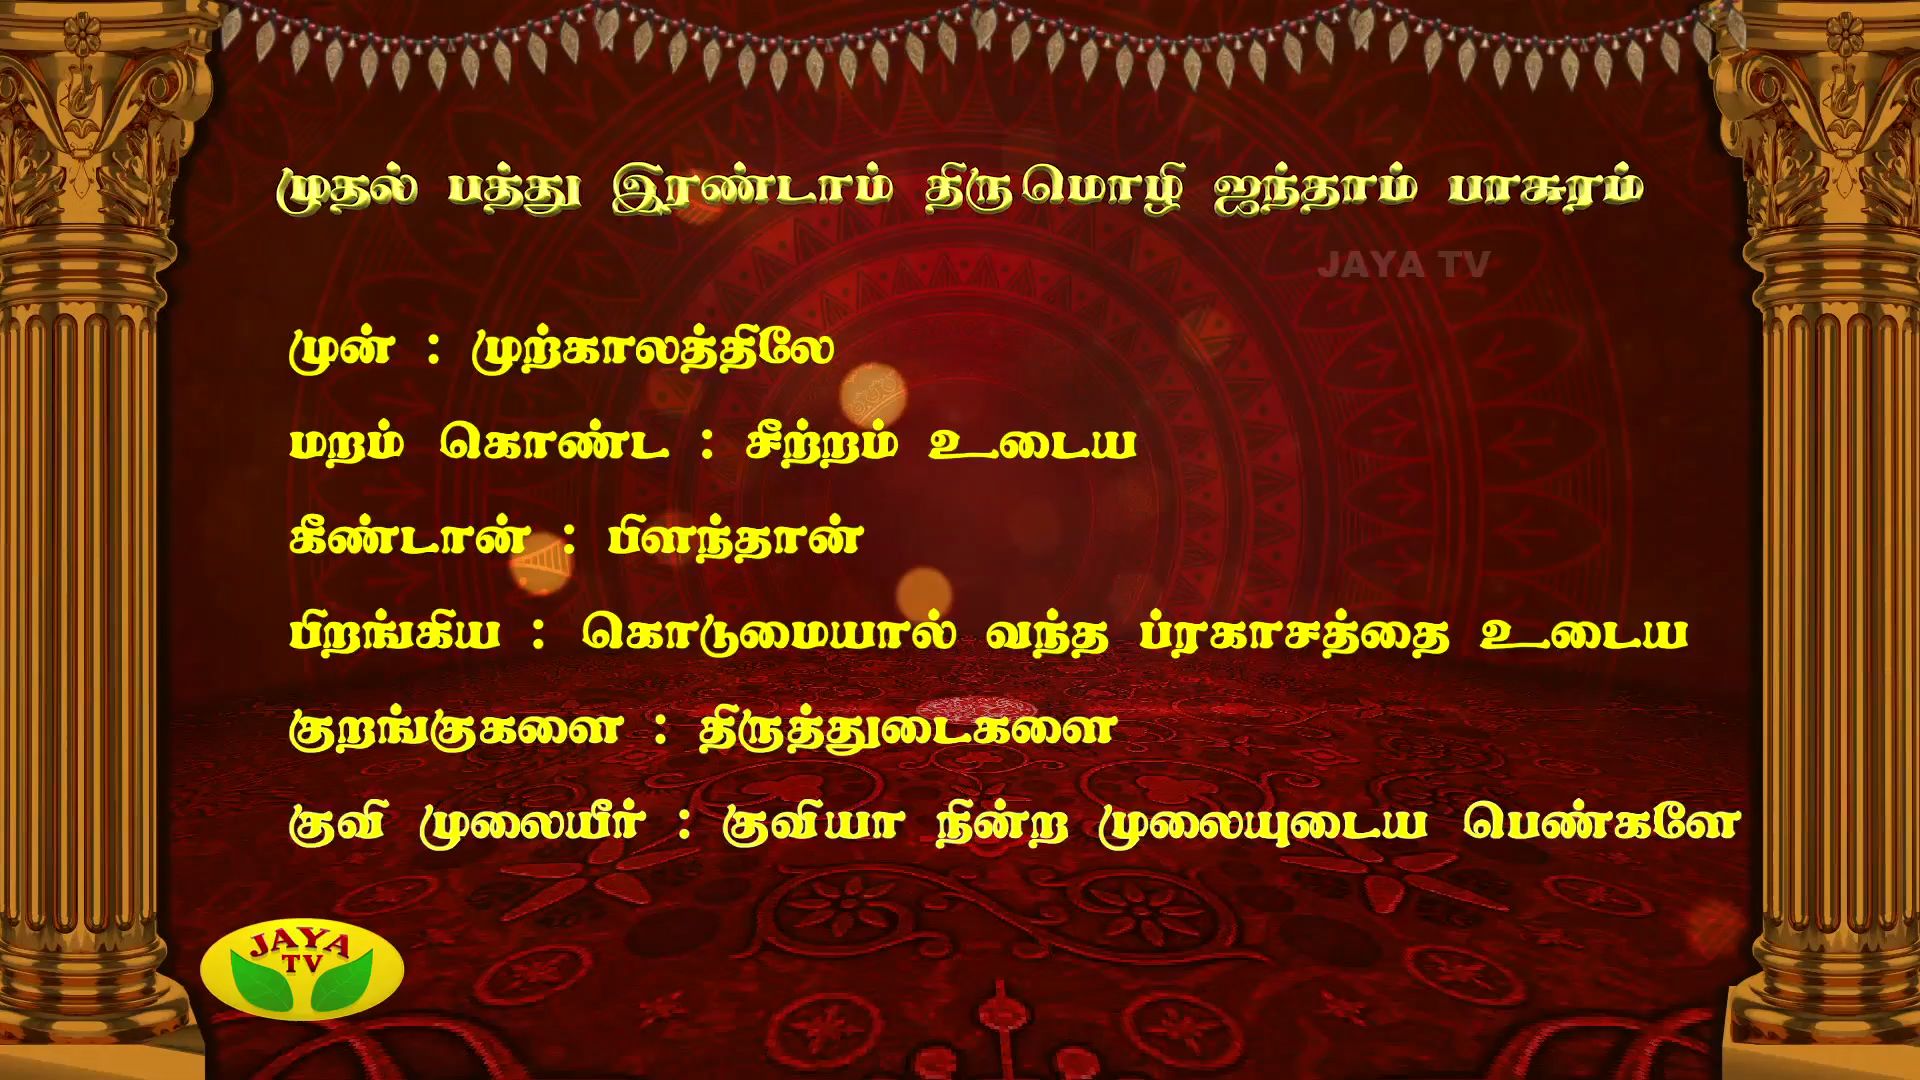 முதல் பத்து இரண்டாம் திருமொழி ஐந்தாம் பாசுரம்
JAYA TV
முன் : முற்காலத்திலே
மறம் கொண்ட : சீற்றம் உடைய
கீண்டான் : பிளந்தான்
பிறங்கிய : கொடுமையால் வந்த ப்ரகாசத்தை உடைய
குறங்குகளை : திருத்துடைகளை
குவி முலையீர் : குவியா நின்ற முலையுடைய பெண்களே
JAYA
TV